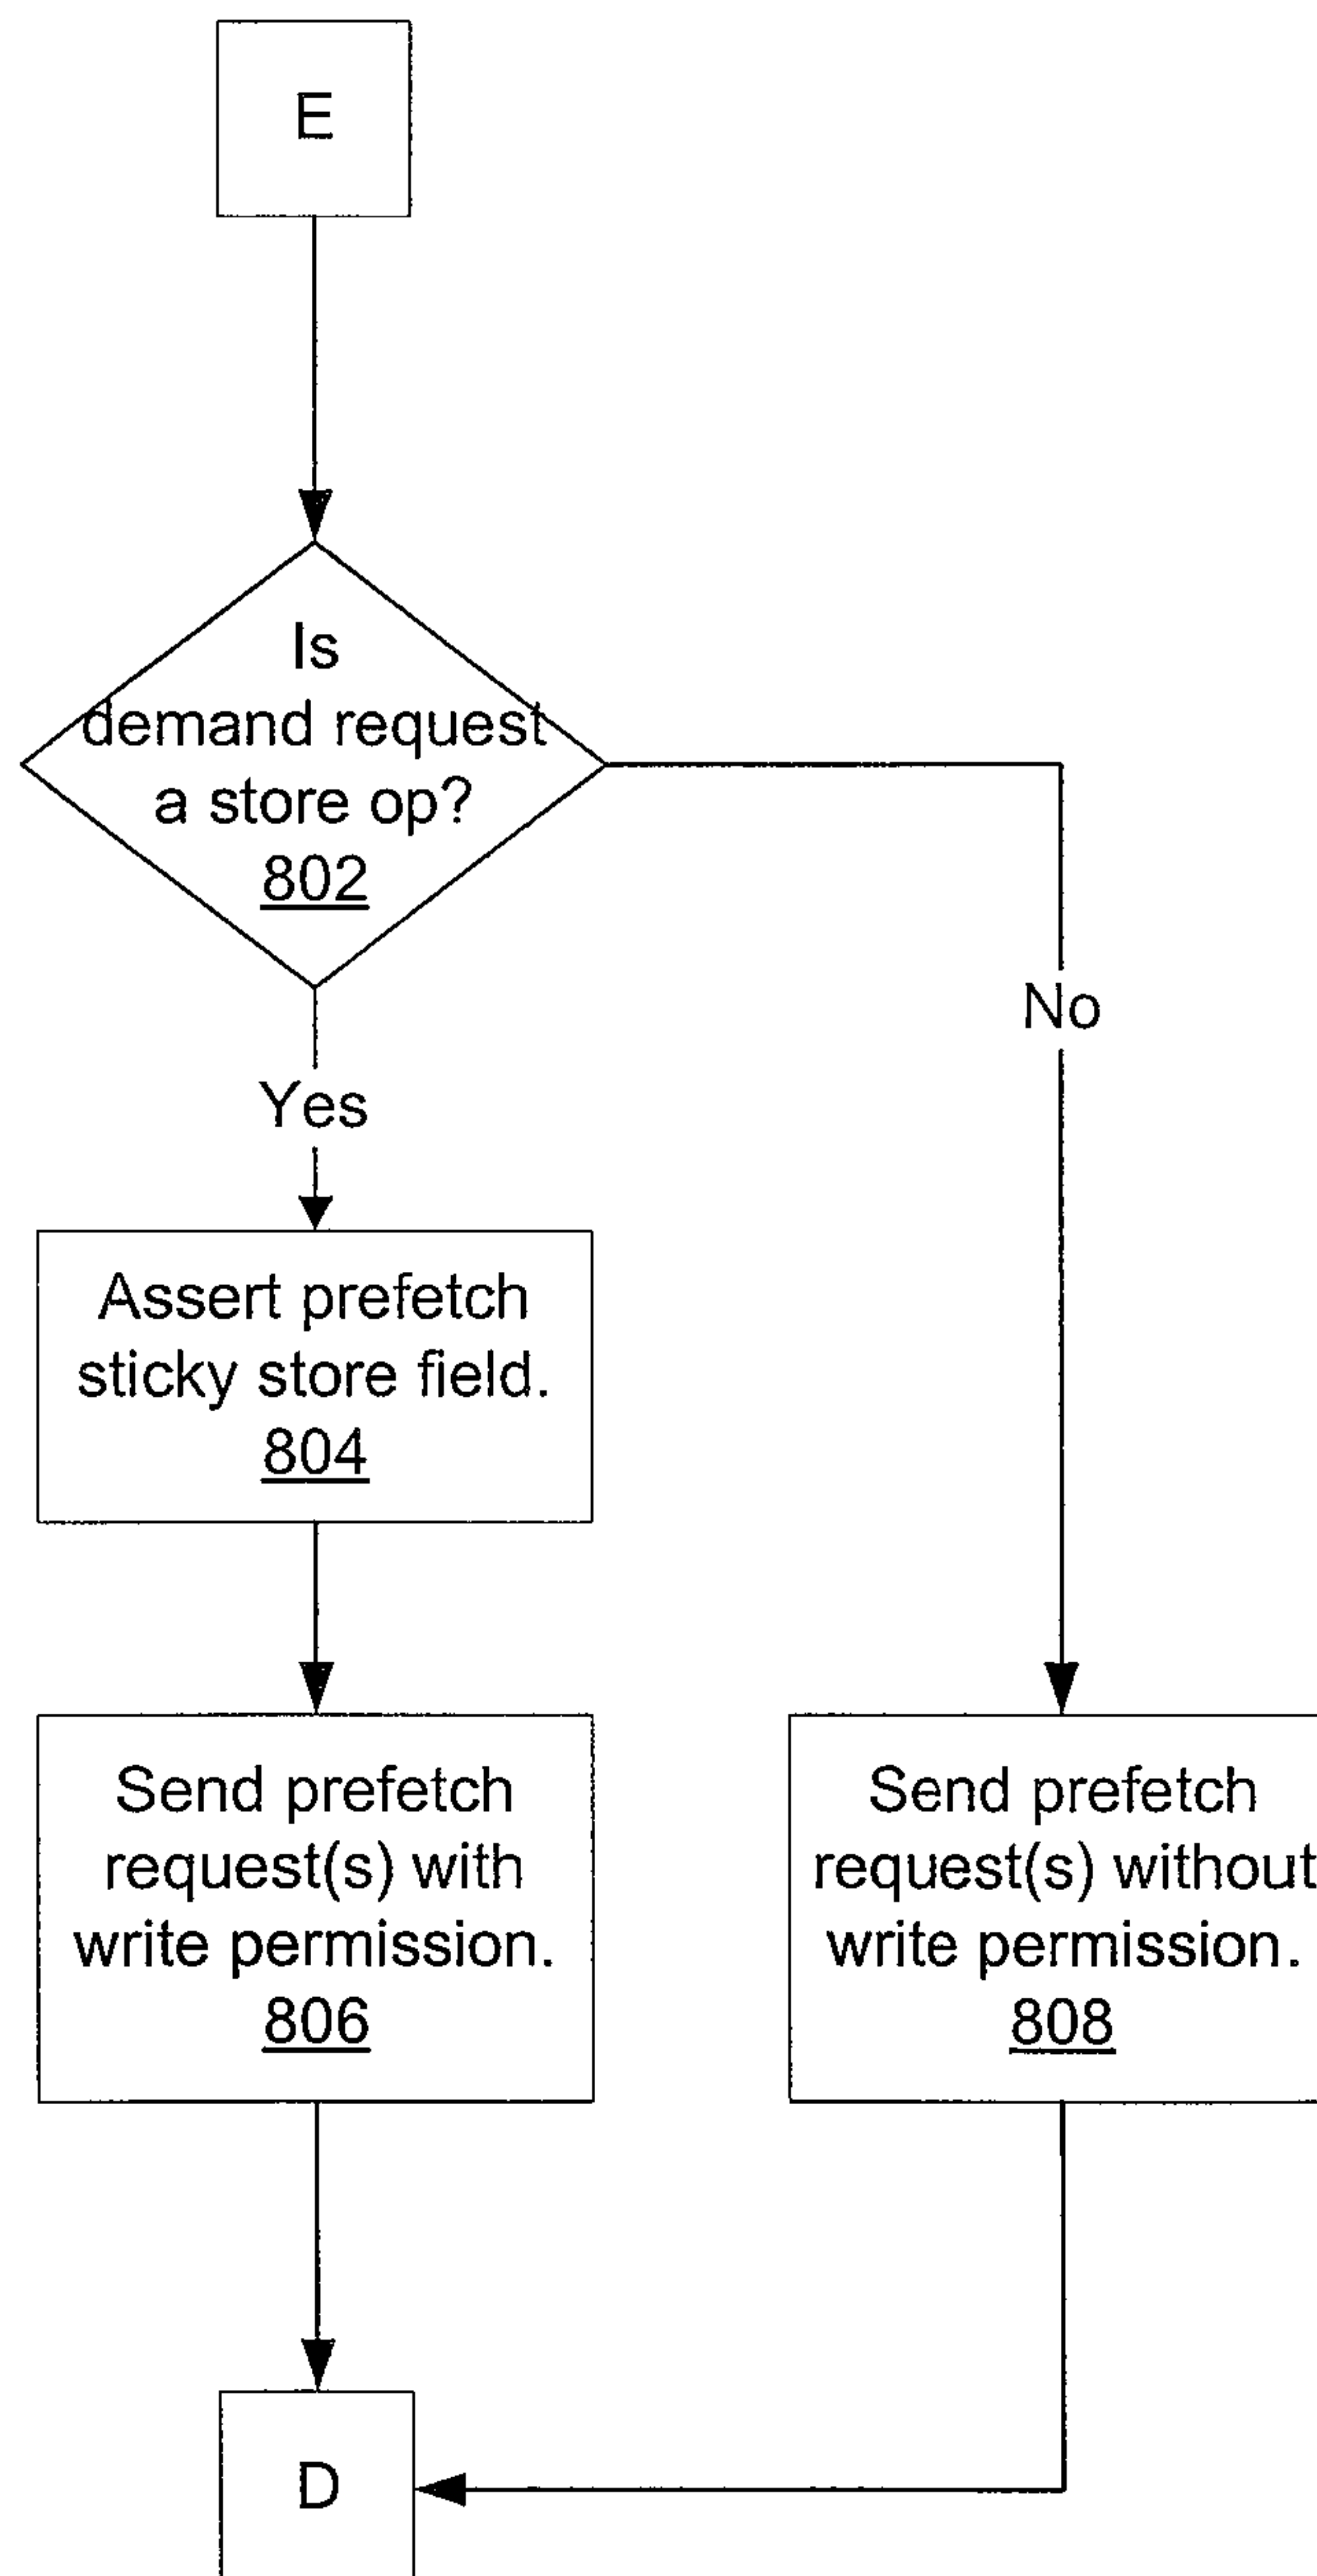 E
Is
demand request
a store op?
802
No
Yes
Assert prefetch
sticky store field.
804
Send prefetch
request(s) with
write permission.
806
Send prefetch
request(s) without
write permission.
808
D